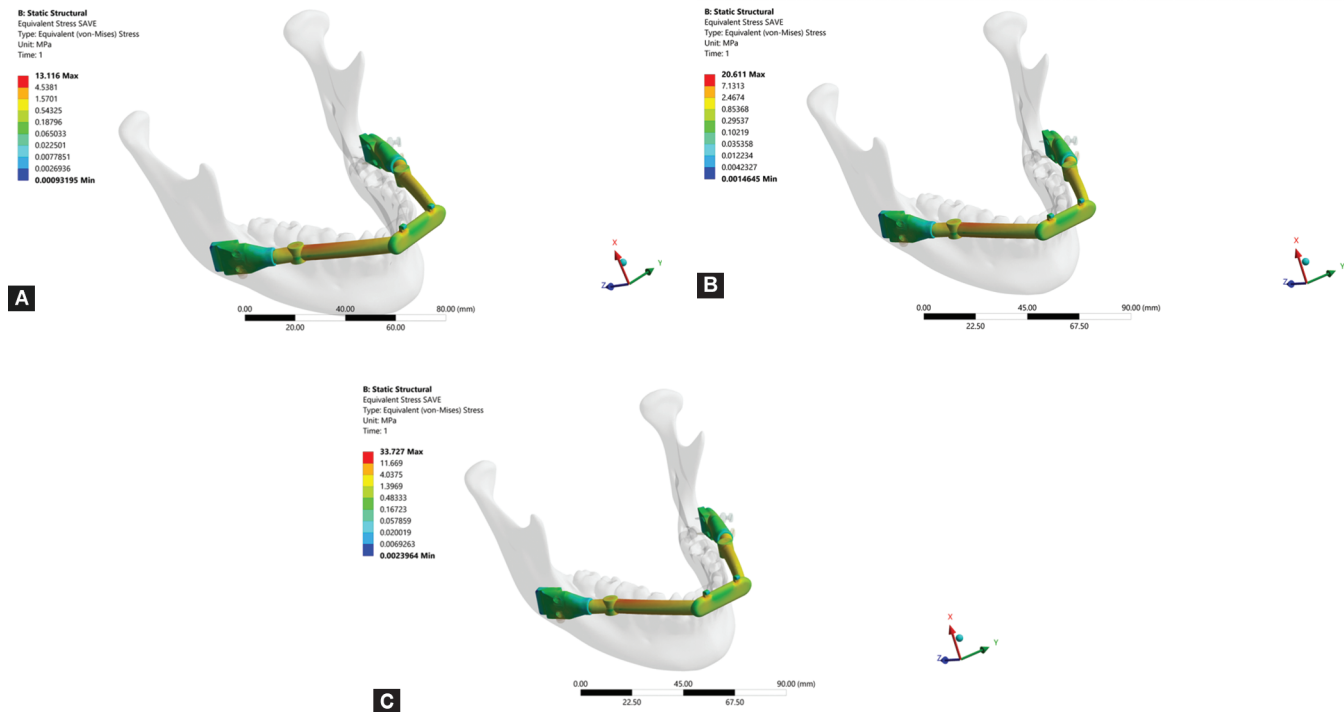 B: Static Structural
Equivalent Stress SAVE
Type: Equivalent (von-Mises) Stress
Unit: MPa
Time: 1
13.116 Max
4.5381
1.5701
0.54325
0.18796
0.065033
0.022501
0.0077851
0.0026936
0.00093195 Min
X
Y
Z
A
0.00 40.00 80.00 (mm)
20.00 60.00
B: Static Structural
Equivalent Stress SAVE
Type: Equivalent (von-Mises) Stress
Unit: MPa
Time: 1
20.611 Max
7.1313
2.4674
0.85368
0.29537
0.10219
0.035358
0.012234
0.0042327
0.0014645 Min
X
Y
Z
B
0.00 45.00 90.00 (mm)
22.50 67.50
B: Static Structural
Equivalent Stress SAVE
Type: Equivalent (von-Mises) Stress
Unit: MPa
Time: 1
33.727 Max
11.669
4.0375
1.3969
0.48333
0.16723
0.057859
0.020019
0.0069263
0.0023964 Min
X
Y
Z
0.00 45.00 90.00 (mm)
22.50 67.50
C